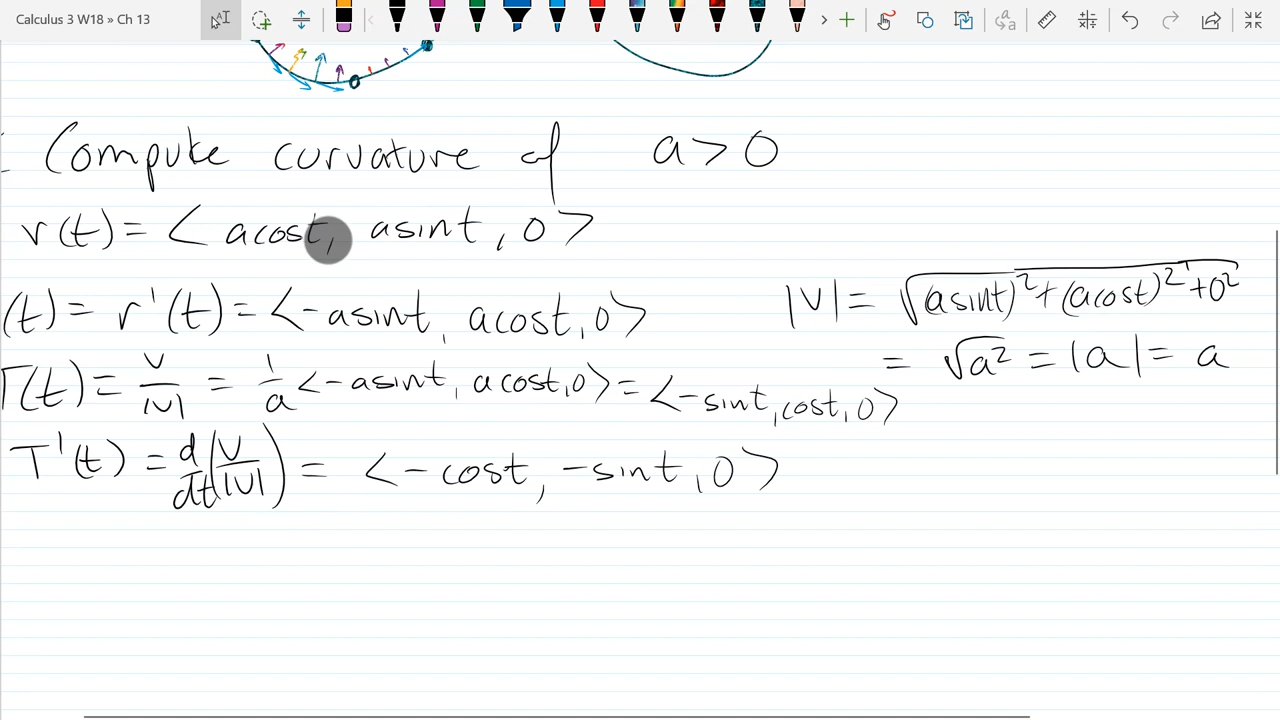 Calculus 3 W18 » Ch 13
: Compute curvature of a > 0
r(t) = < acost, asint, 0 >
(t) = r'(t) = < -asint, acost, 0 >
|V| = √(asint)² + (acost)² + 0²
= √a² = |a| = a
T(t) = V/|V| = 1/a < -asint, acost, 0 > = < -sint, cost, 0 >
T'(t) = d/dt (V/|V|) = < -cost, -sint, 0 >